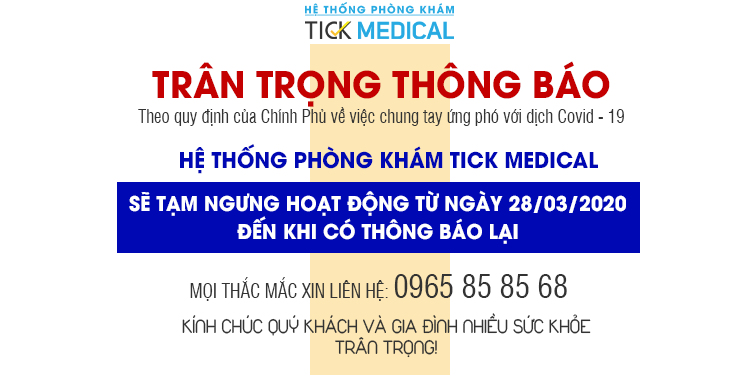 HỆ THỐNG PHÒNG KHÁM
TICK MEDICAL
TRÂN TRỌNG THÔNG BÁO
Theo quy định của Chính Phủ về việc chung tay ứng phó với dịch Covid - 19
HỆ THỐNG PHÒNG KHÁM TICK MEDICAL
SẼ TẠM NGƯNG HOẠT ĐỘNG TỪ NGÀY 28/03/2020
ĐẾN KHI CÓ THÔNG BÁO LẠI
MỌI THẮC MẮC XIN LIÊN HỆ: 0965 85 85 68
KÍNH CHÚC QUÝ KHÁCH VÀ GIA ĐÌNH NHIỀU SỨC KHỎE
TRÂN TRỌNG!